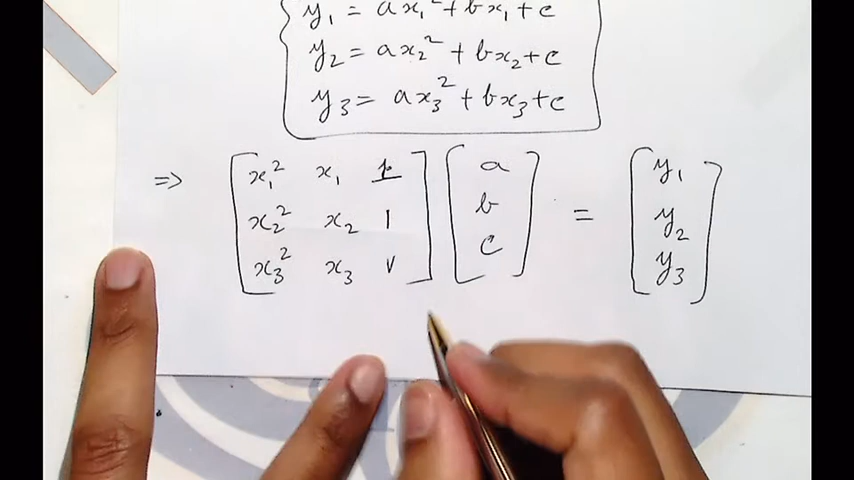 y₁ = ax₁² + bx₁ + c
y₂ = ax₂² + bx₂ + c
y₃ = ax₃² + bx₃ + c
⇒ [x₁² x₁ 1] [a] = [y₁]
[x₂² x₂ 1] [b] [y₂]
[x₃² x₃ 1] [c] [y₃]